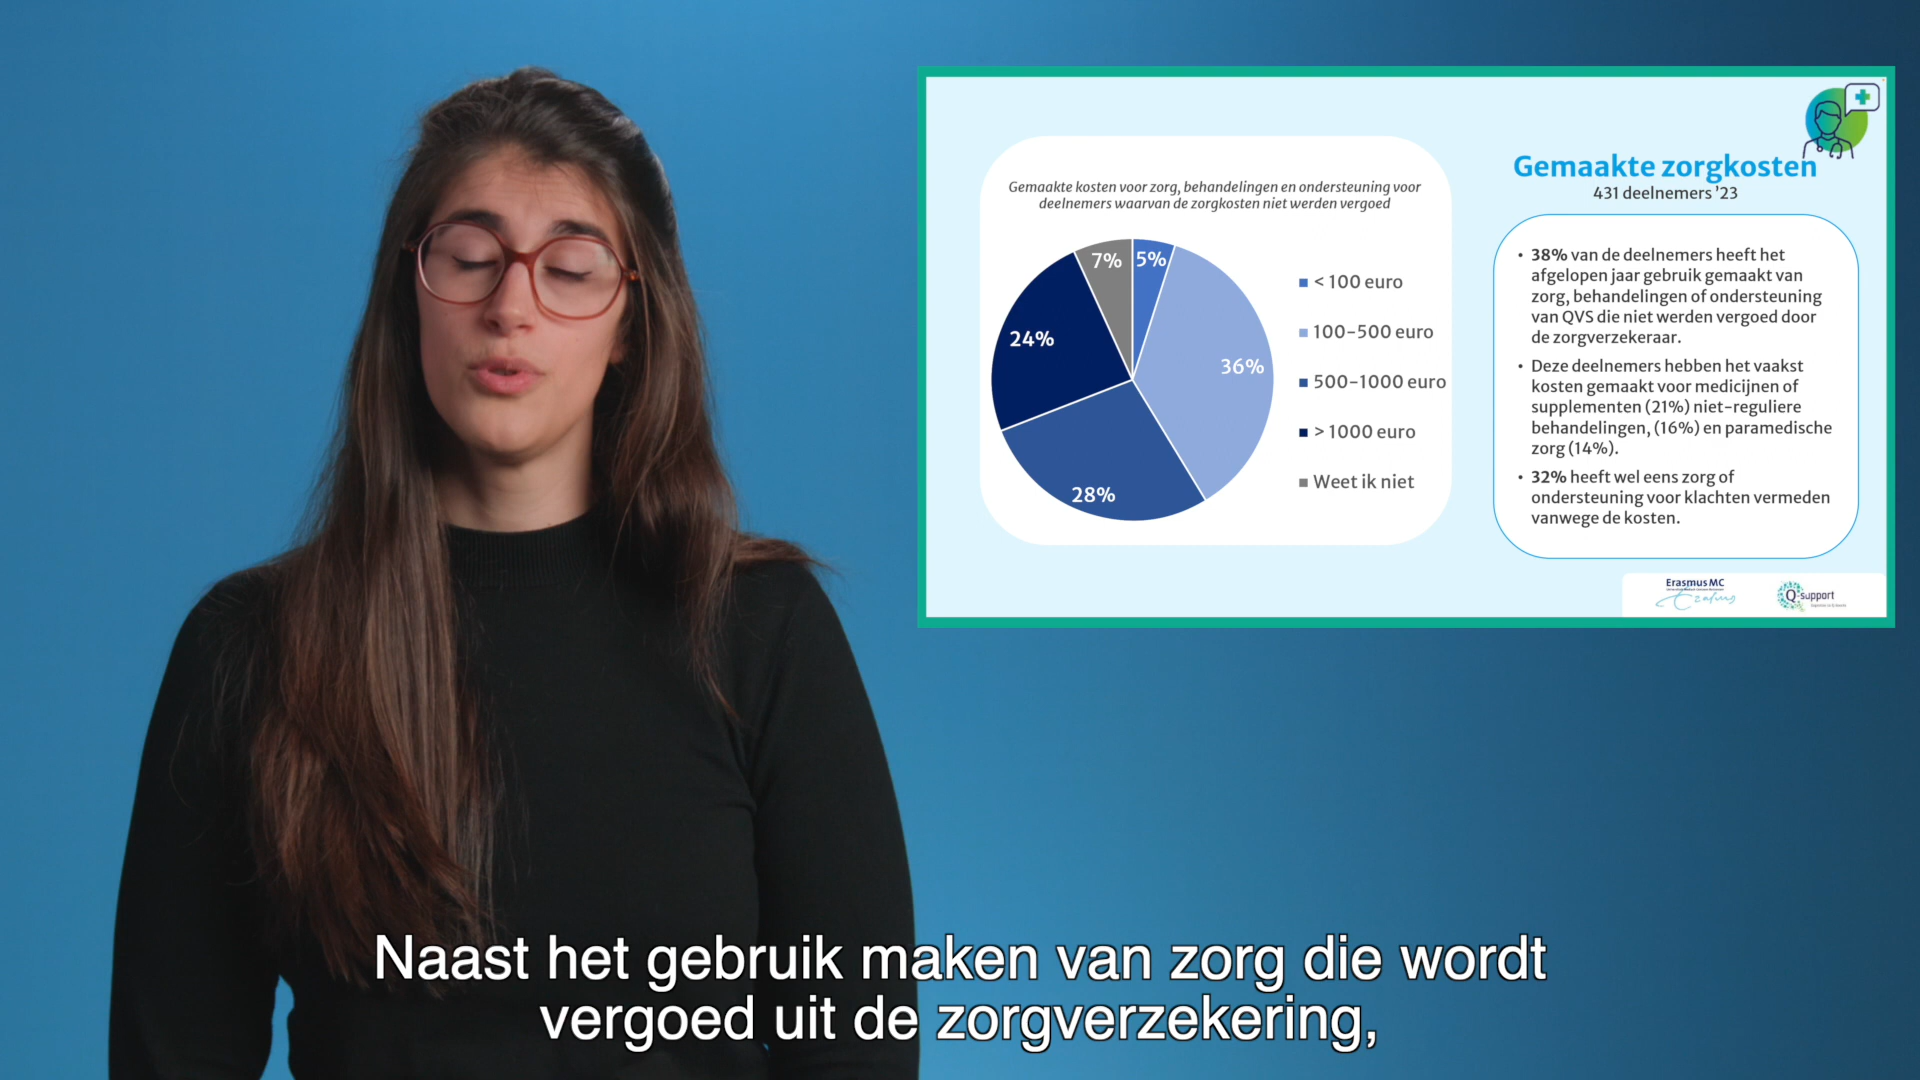 Gemaakte kosten voor zorg, behandelingen en ondersteuning voor
deelnemers waarvan de zorgkosten niet werden vergoed
7%
5%
24%
36%
28%
< 100 euro
100-500 euro
500-1000 euro
> 1000 euro
Weet ik niet
Gemaakte zorgkosten
431 deelnemers '23
• 38% van de deelnemers heeft het
afgelopen jaar gebruik gemaakt van
zorg, behandelingen of ondersteuning
van QVS die niet werden vergoed door
de zorgverzekeraar.
• Deze deelnemers hebben het vaakst
kosten gemaakt voor medicijnen of
supplementen (21%) niet-reguliere
behandelingen, (16%) en paramedische
zorg (14%).
• 32% heeft wel eens zorg of
ondersteuning voor klachten vermeden
vanwege de kosten.
Erasmus MC
Q-support
Naast het gebruik maken van zorg die wordt
vergoed uit de zorgverzekering,